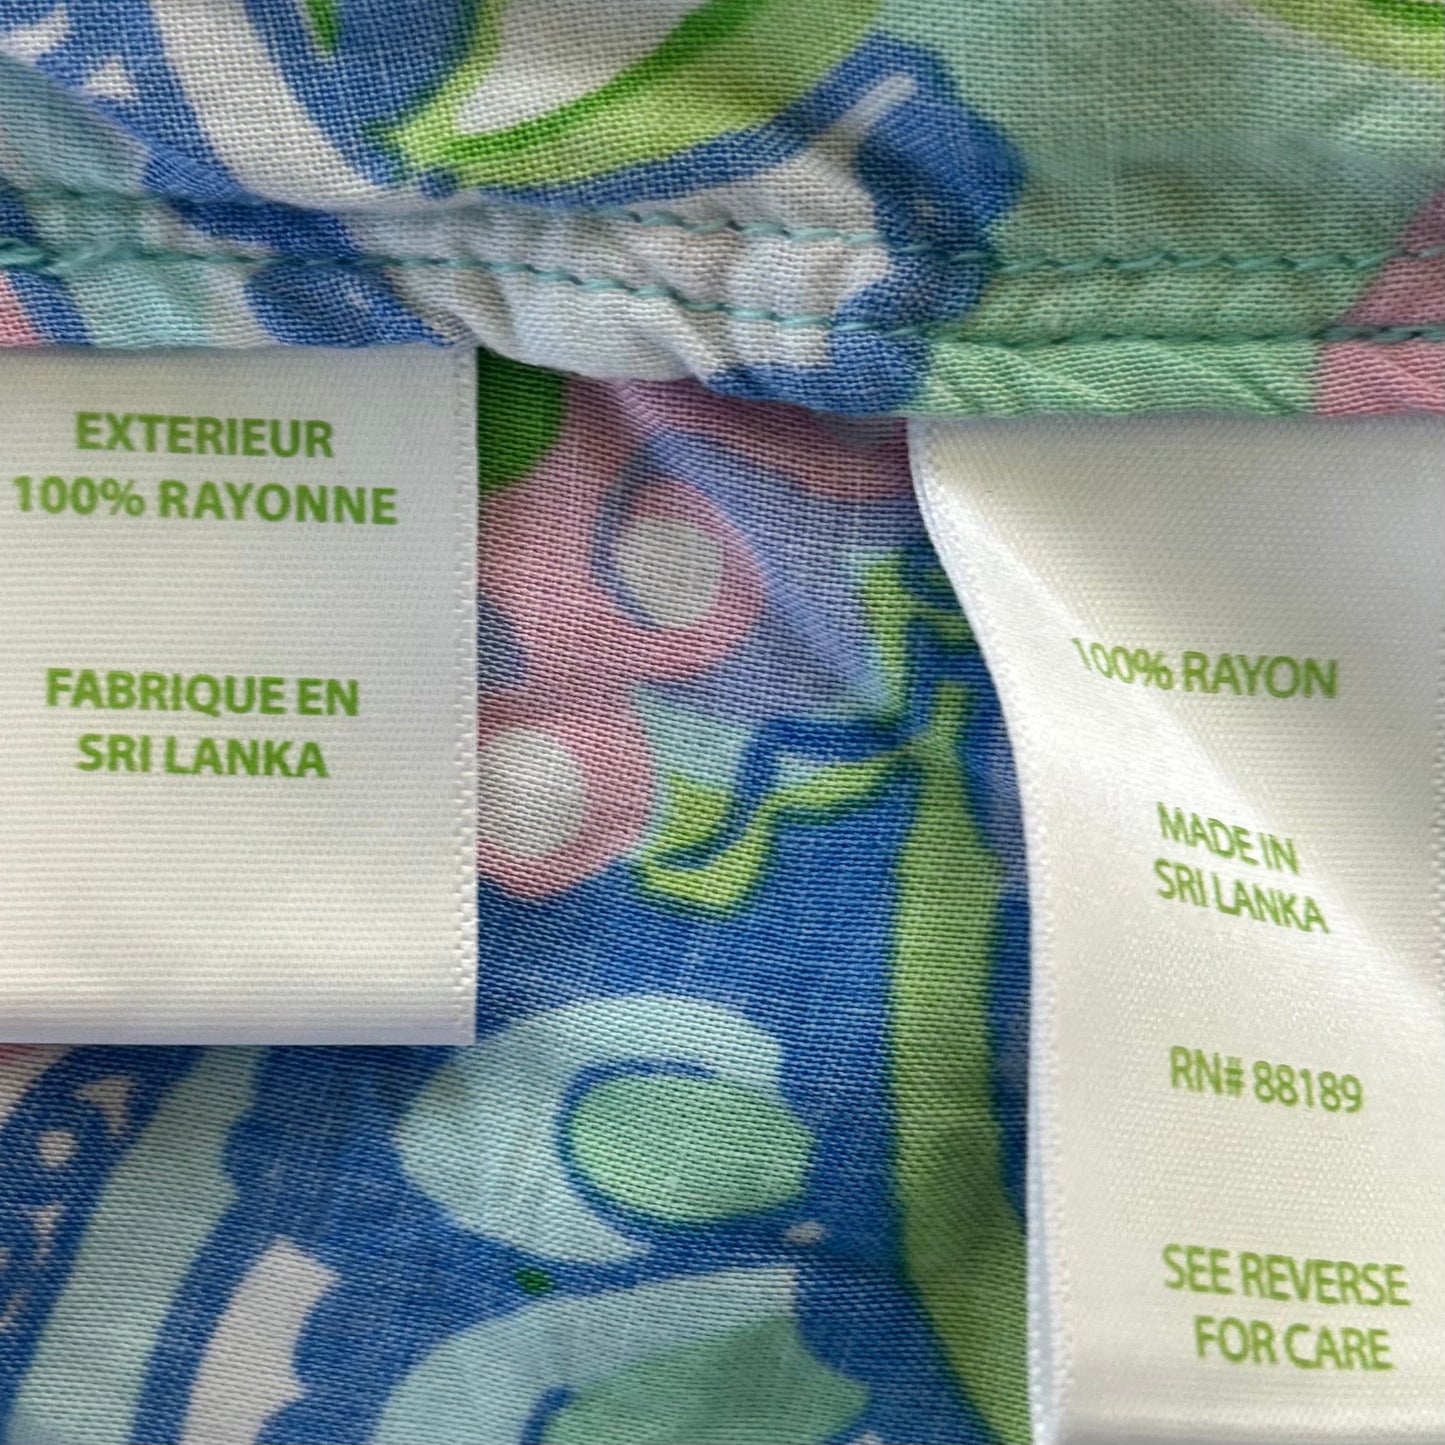 EXTERIEUR
100% RAYONNE
FABRIQUE EN
SRI LANKA
100% RAYON
MADE IN
SRI LANKA
RN# 88189
SEE REVERSE
FOR CARE